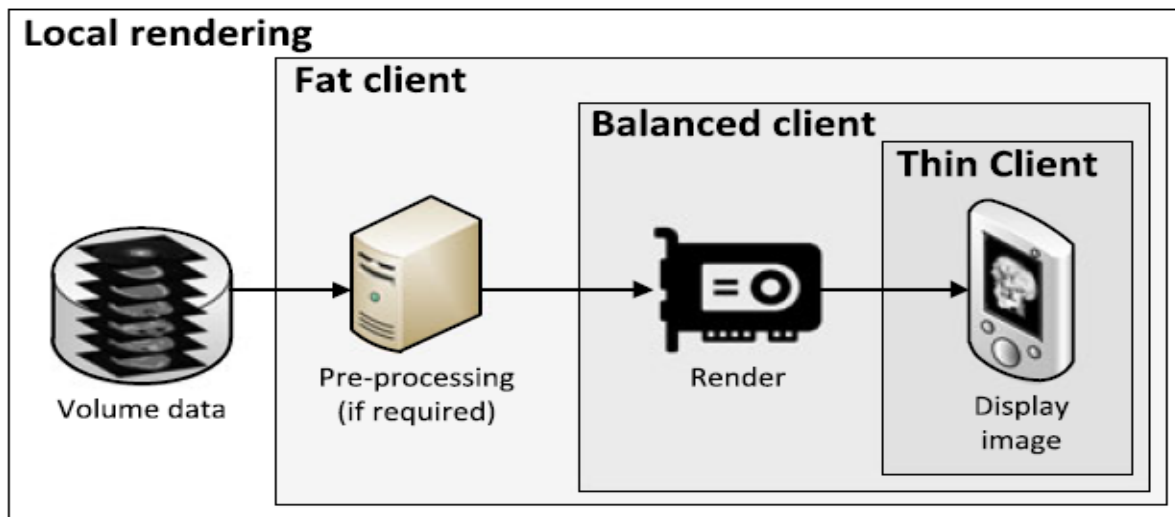 Local rendering
Fat client
Balanced client
Thin Client
Volume data
Pre-processing
(if required)
Render
Display
image